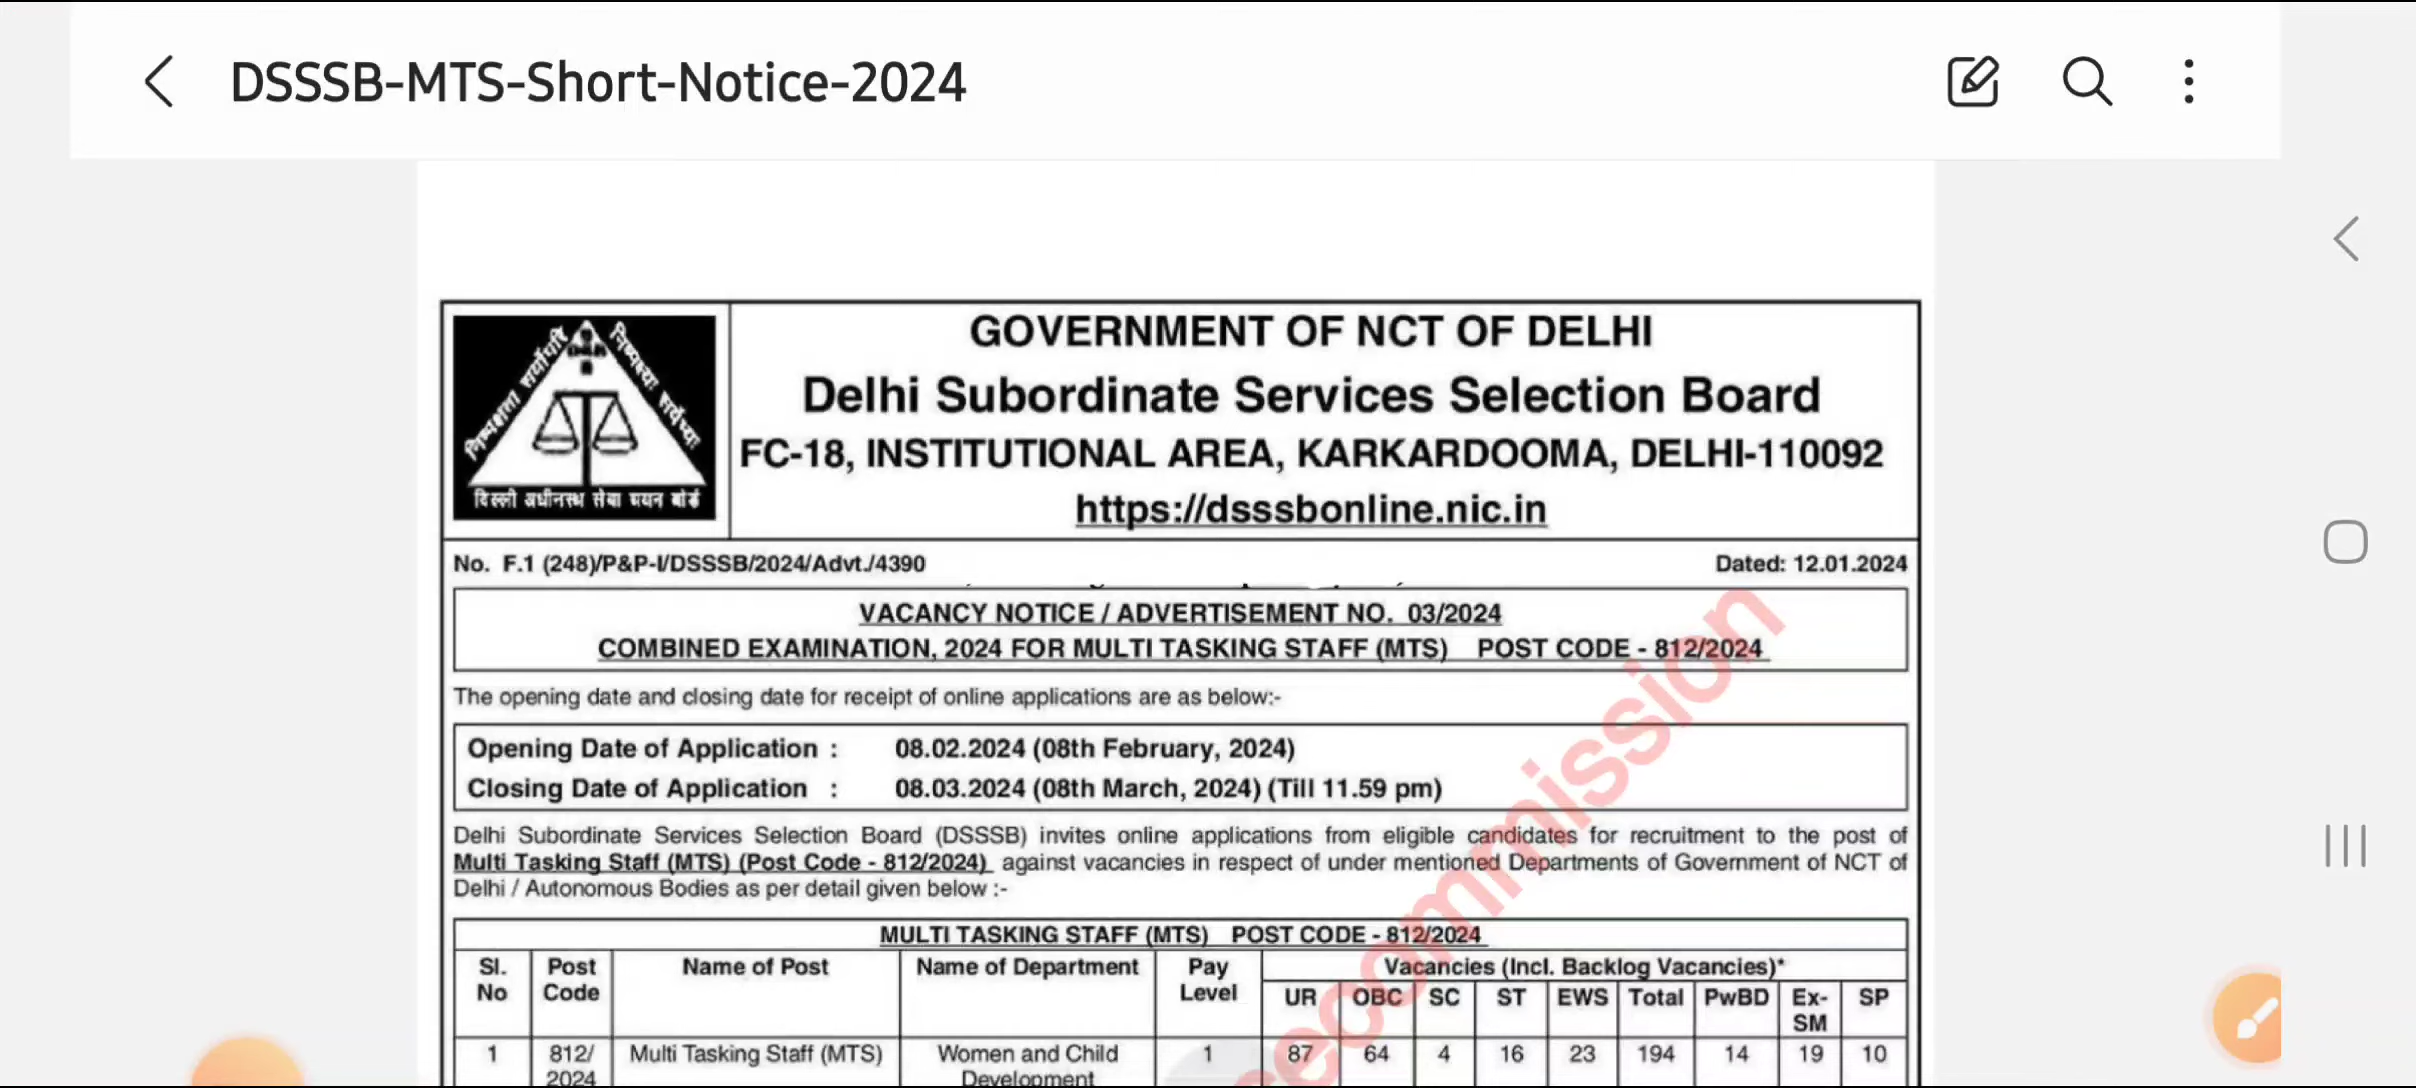 DSSSB-MTS-Short-Notice-2024
GOVERNMENT OF NCT OF DELHI
Delhi Subordinate Services Selection Board
FC-18, INSTITUTIONAL AREA, KARKARDOOMA, DELHI-110092
https://dsssbonline.nic.in
दिल्ली अधीनस्थ सेवा चयन बोर्ड
No. F.1 (248)/P&P-I/DSSSB/2024/Advt./4390 Dated: 12.01.2024
VACANCY NOTICE / ADVERTISEMENT NO. 03/2024
COMBINED EXAMINATION, 2024 FOR MULTI TASKING STAFF (MTS) POST CODE - 812/2024
The opening date and closing date for receipt of online applications are as below:-
Opening Date of Application : 08.02.2024 (08th February, 2024)
Closing Date of Application : 08.03.2024 (08th March, 2024) (Till 11.59 pm)
Delhi Subordinate Services Selection Board (DSSSB) invites online applications from eligible candidates for recruitment to the post of
Multi Tasking Staff (MTS) (Post Code - 812/2024) against vacancies in respect of under mentioned Departments of Government of NCT of
Delhi / Autonomous Bodies as per detail given below :-
MULTI TASKING STAFF (MTS) POST CODE - 812/2024
Sl. No Post Code Name of Post Name of Department Pay Level Vacancies (Incl. Backlog Vacancies)*
UR OBC SC ST EWS Total PwBD Ex-SM SP
1 812/ Multi Tasking Staff (MTS) Women and Child 1 87 64 4 16 23 194 14 19 10
2024 Development
ecommission